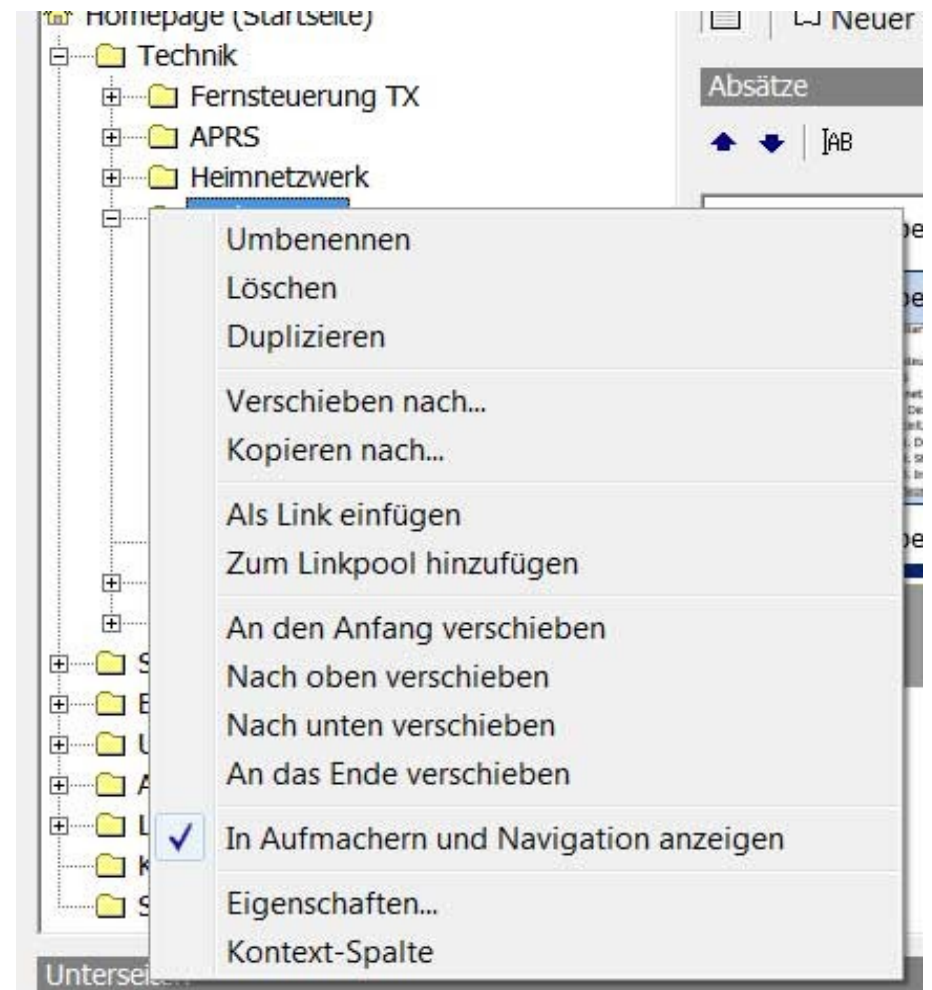 Homepage (Startseite)
Technik
Fernsteuerung TX
APRS
Heimnetzwerk
Neuer
Absätze
AB
Umbenennen
Löschen
Duplizieren
Verschieben nach...
Kopieren nach...
Als Link einfügen
Zum Linkpool hinzufügen
An den Anfang verschieben
Nach oben verschieben
Nach unten verschieben
An das Ende verschieben
In Aufmachern und Navigation anzeigen
Eigenschaften...
Kontext-Spalte
S
E
U
A
L
K
S